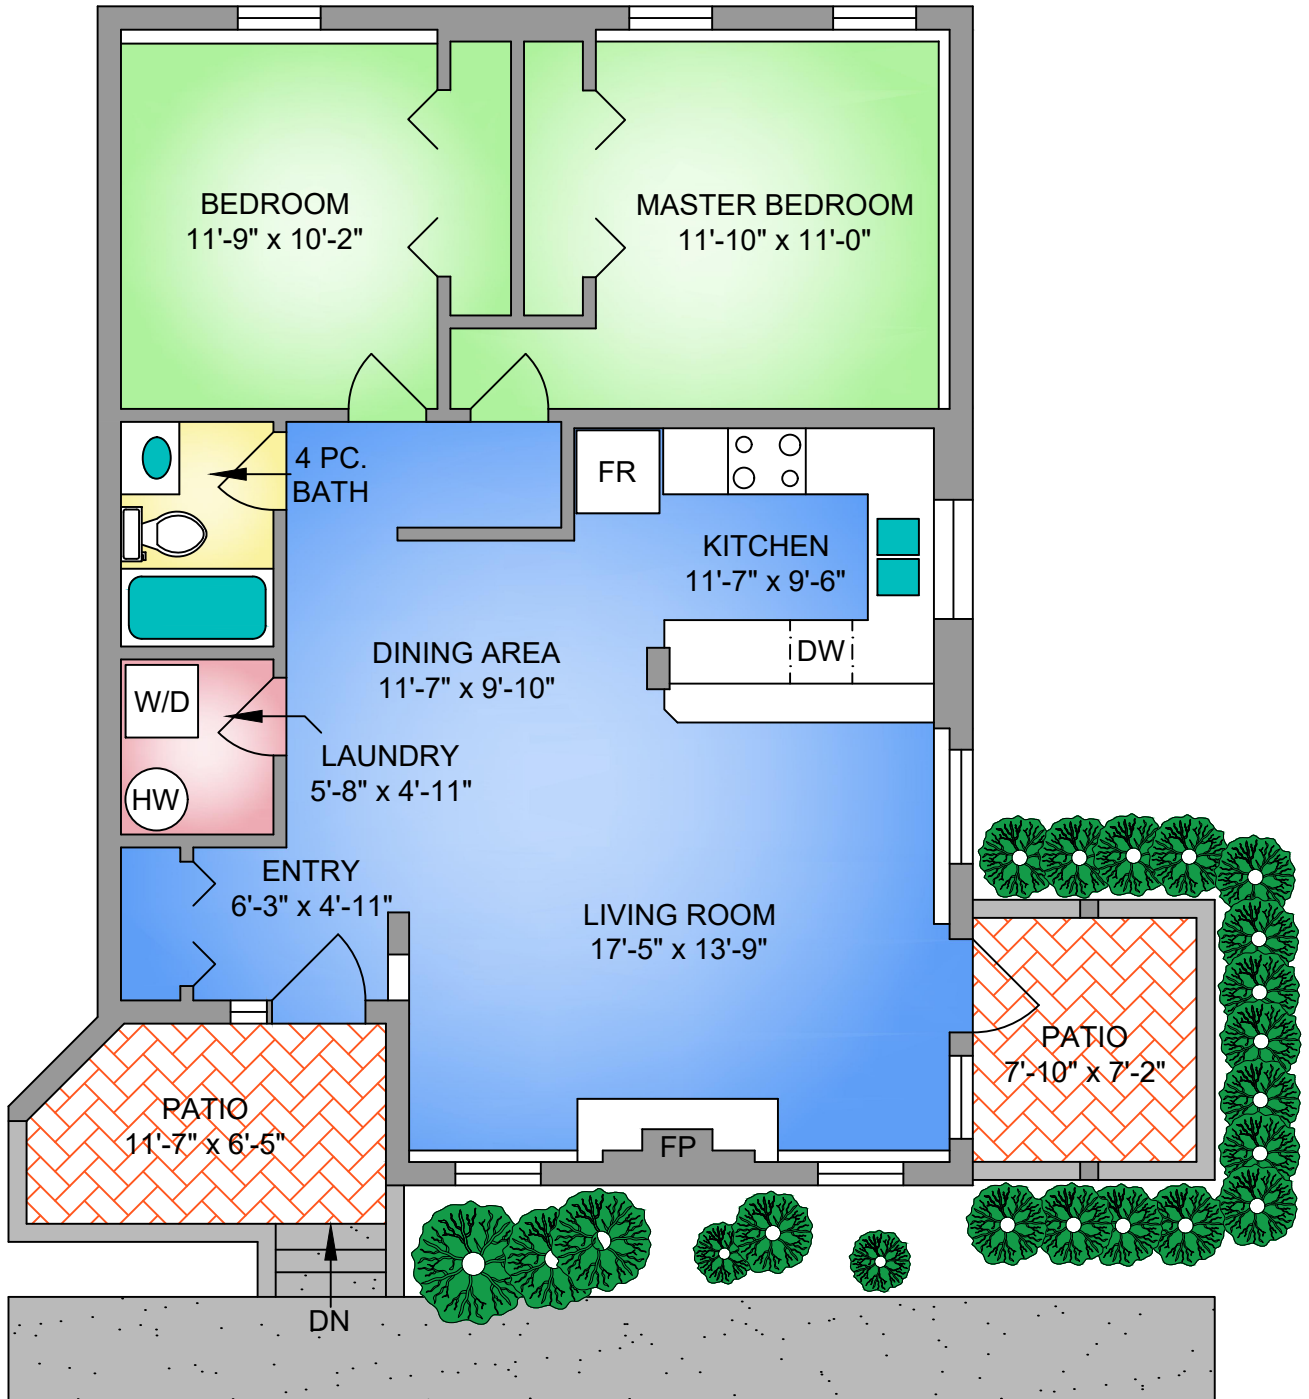 BEDROOM
11'-9" x 10'-2"
MASTER BEDROOM
11'-10" x 11'-0"
4 PC.
BATH
FR
KITCHEN
11'-7" x 9'-6"
DINING AREA
11'-7" x 9'-10"
DW
W/D
LAUNDRY
5'-8" x 4'-11"
HW
ENTRY
6'-3" x 4'-11"
LIVING ROOM
17'-5" x 13'-9"
PATIO
7'-10" x 7'-2"
PATIO
11'-7" x 6'-5"
FP
DN